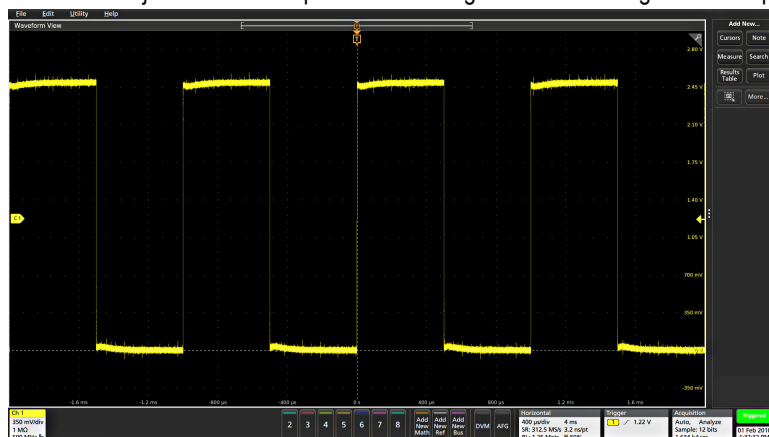 File Edit Utility Help
Waveform View
Add New...
Cursors Note
Measure Search
Results Table Plot
More...
T
2.80 V
2.45 V
2.10 V
1.75 V
1.40 V
1.05 V
700 mV
350 mV
-350 mV
C1
-1.6 ms -1.2 ms -800 µs -400 µs 0 s 400 µs 800 µs 1.2 ms 1.6 ms
Ch 1
350 mV/div
1 MΩ
2 3 4 5 6 7 8
Add New Math
Add New Ref
Add New Bus
DVM AFG
Horizontal
400 µs/div 4 ms
SR: 312.5 MS/s 3.2 ns/pt
Trigger
1 1.22 V
Acquisition
Auto, Analyze
Sample: 12 bits
Triggered